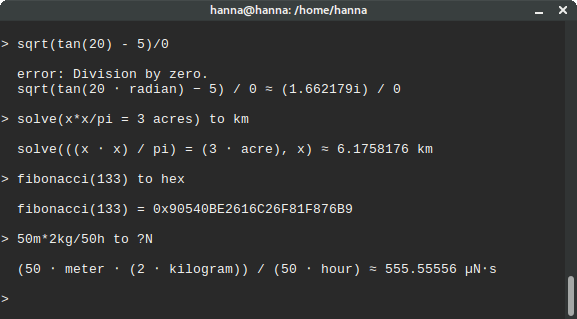 hanna@hanna: /home/hanna
> sqrt(tan(20) - 5)/0
error: Division by zero.
sqrt(tan(20 · radian) − 5) / 0 ≈ (1.662179i) / 0
> solve(x*x/pi = 3 acres) to km
solve(((x · x) / pi) = (3 · acre), x) ≈ 6.1758176 km
> fibonacci(133) to hex
fibonacci(133) = 0x90540BE2616C26F81F876B9
> 50m*2kg/50h to ?N
(50 · meter · (2 · kilogram)) / (50 · hour) ≈ 555.55556 µN·s
>